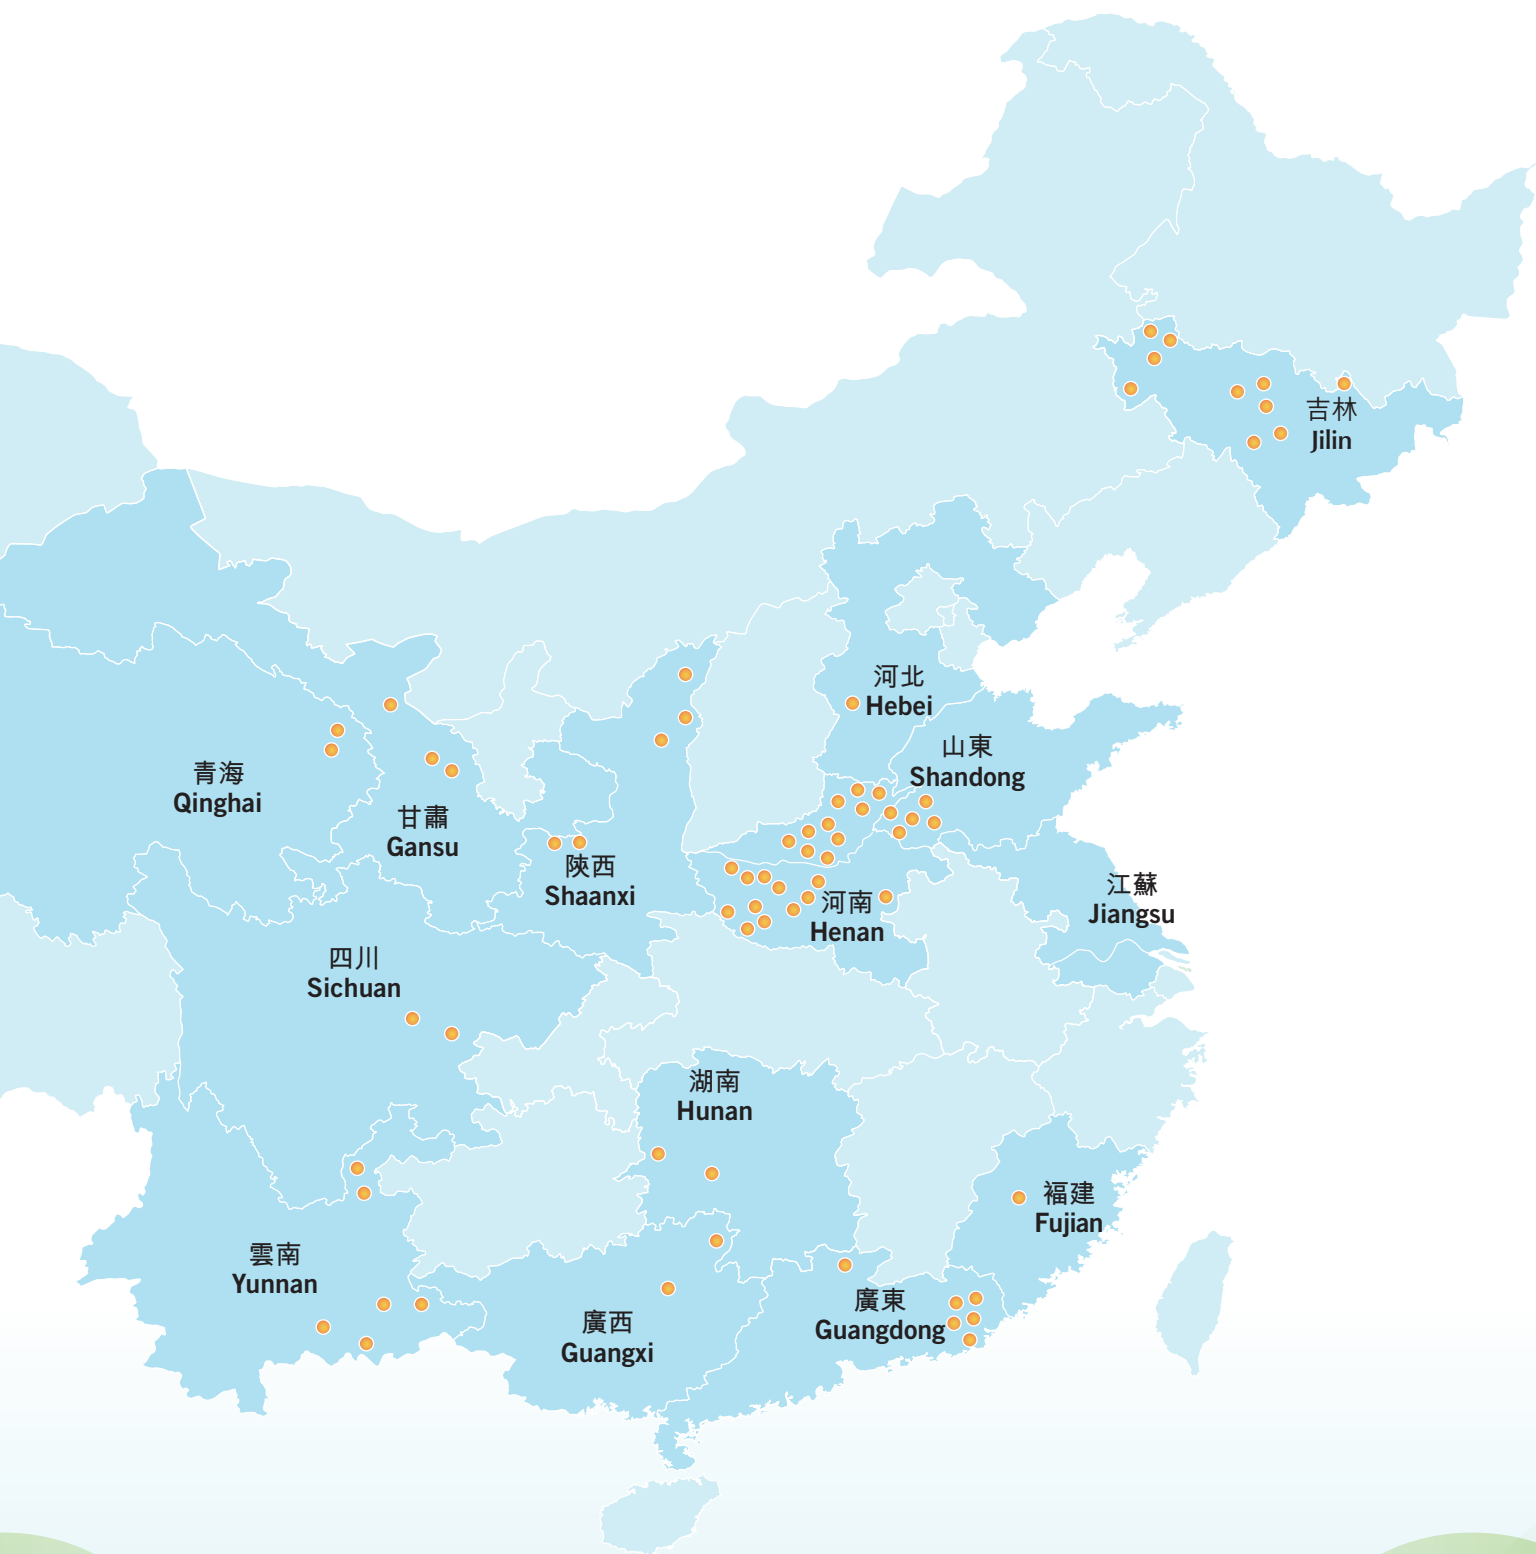 吉林
Jilin
河北
Hebei
山東
Shandong
青海
Qinghai
甘肅
Gansu
陝西
Shaanxi
河南
Henan
江蘇
Jiangsu
四川
Sichuan
湖南
Hunan
福建
Fujian
雲南
Yunnan
廣西
Guangxi
廣東
Guangdong